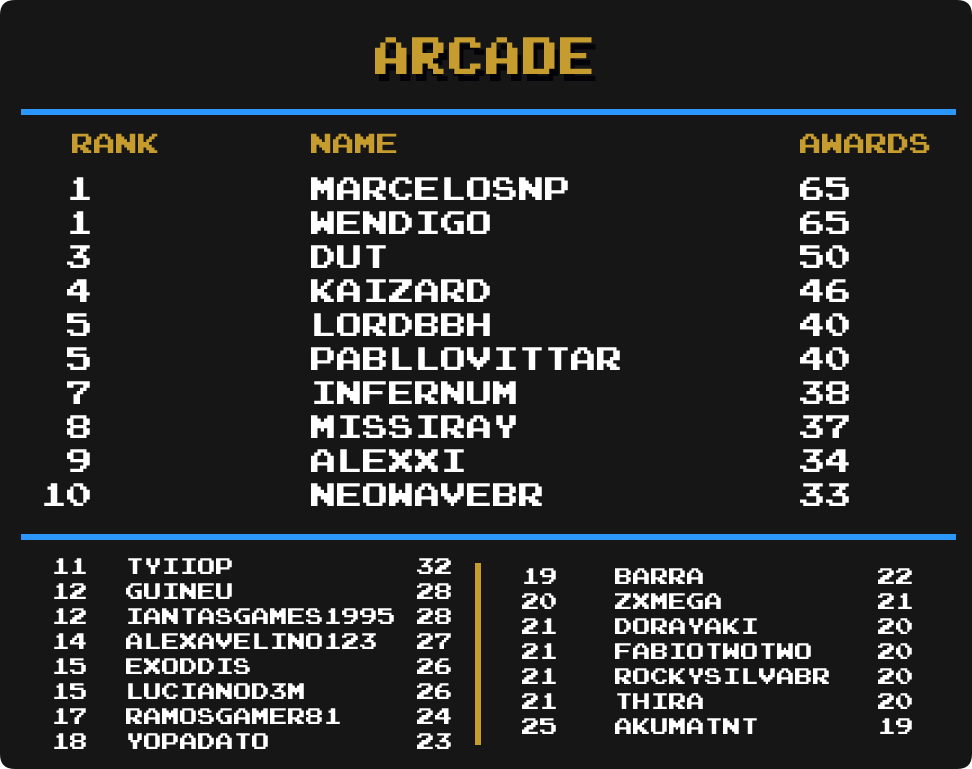 ARCADE
RANK NAME AWARDS
1 MARCELOSNP 65
1 WENDIGO 65
3 DUT 50
4 KAIZARD 46
5 LORDBBH 40
5 PABLLOVITTAR 40
7 INFERNUM 38
8 MISSIRAY 37
9 ALEXXI 34
10 NEOWAVEBR 33
11 TYIIOP 32
12 GUINEU 28
12 IANTASGAMES1995 28
14 ALEXAVELINO123 27
15 EXODDIS 26
15 LUCIANOD3M 26
17 RAMOSGAMER81 24
18 YOPADATO 23
19 BARRA 22
20 ZXMEGA 21
21 DORAYAKI 20
21 FABIOTWOTWO 20
21 ROCKYSILVABR 20
21 THIRA 20
25 AKUMATNT 19